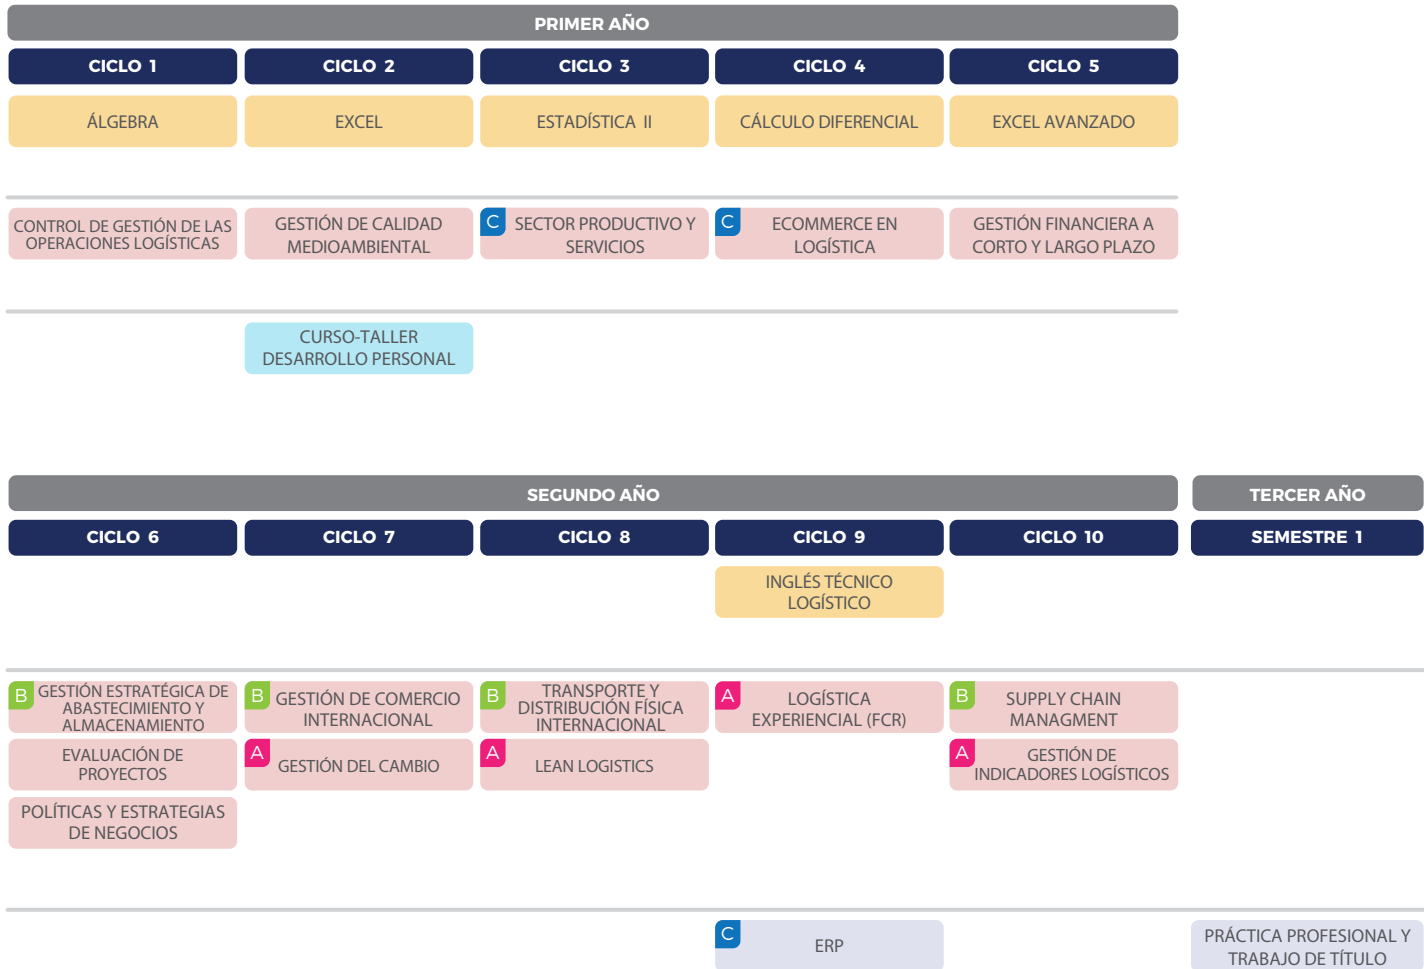 PRIMER AÑO
CICLO 1
CICLO 2
CICLO 3
CICLO 4
CICLO 5
ÁLGEBRA
EXCEL
ESTADÍSTICA II
CÁLCULO DIFERENCIAL
EXCEL AVANZADO
CONTROL DE GESTIÓN DE LAS
OPERACIONES LOGÍSTICAS
GESTIÓN DE CALIDAD
MEDIOAMBIENTAL
C
SECTOR PRODUCTIVO Y
SERVICIOS
C
ECOMMERCE EN
LOGÍSTICA
GESTIÓN FINANCIERA A
CORTO Y LARGO PLAZO
CURSO-TALLER
DESARROLLO PERSONAL
SEGUNDO AÑO
TERCER AÑO
CICLO 6
CICLO 7
CICLO 8
CICLO 9
CICLO 10
SEMESTRE 1
INGLÉS TÉCNICO
LOGÍSTICO
B
GESTIÓN ESTRATÉGICA DE
ABASTECIMIENTO Y
ALMACENAMIENTO
B
GESTIÓN DE COMERCIO
INTERNACIONAL
B
TRANSPORTE Y
DISTRIBUCIÓN FÍSICA
INTERNACIONAL
A
LOGÍSTICA
EXPERIENCIAL (FCR)
B
SUPPLY CHAIN
MANAGMENT
EVALUACIÓN DE
PROYECTOS
A
GESTIÓN DEL CAMBIO
A
LEAN LOGISTICS
A
GESTIÓN DE
INDICADORES LOGÍSTICOS
POLÍTICAS Y ESTRATEGIAS
DE NEGOCIOS
C
ERP
PRÁCTICA PROFESIONAL Y
TRABAJO DE TÍTULO